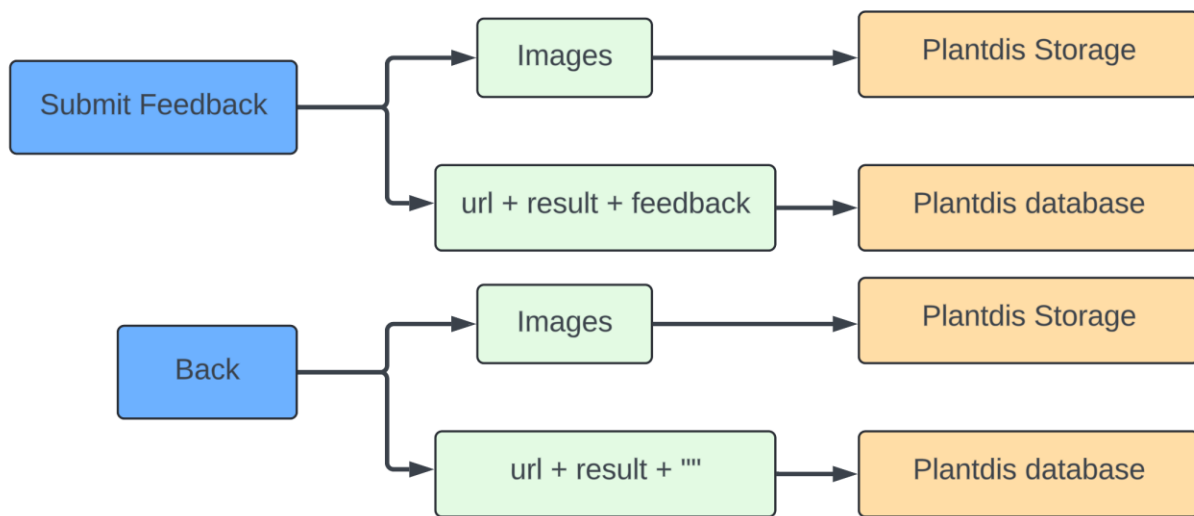 Images
Plantdis Storage
Submit Feedback
url + result + feedback
Plantdis database
Images
Plantdis Storage
Back
url + result + ""
Plantdis database